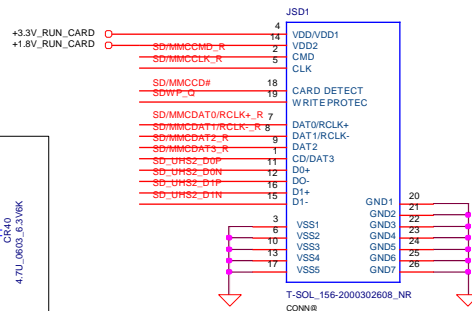 JSD1
+3.3V_RUN_CARD 4 VDD/VDD1
+1.8V_RUN_CARD 14 VDD2
SD/MMCCMD_R 2 CMD
SD/MMCCLK_R 5 CLK
SD/MMCCD# 18 CARD DETECT
SDWP_Q 19 WRITEPROTEC
SD/MMCDAT0/RCLK+_R 7 DAT0/RCLK+
SD/MMCDAT1/RCLK-_R 8 DAT1/RCLK-
SD/MMCDAT2_R 9 DAT2
SD/MMCDAT3_R 1 CD/DAT3
SD_UHS2_D0P 11 D0+
SD_UHS2_D0N 12 DO-
SD_UHS2_D1P 16 D1+
SD_UHS2_D1N 15 D1-
GND1 20
GND2 21
3 VSS1 GND3 22
6 VSS2 GND4 23
10 VSS3 GND5 24
13 VSS4 GND6 25
17 VSS5 GND7 26
T-SOL_156-2000302608_NR
CONN@
CR40
4.7U_0603_6.3V6K